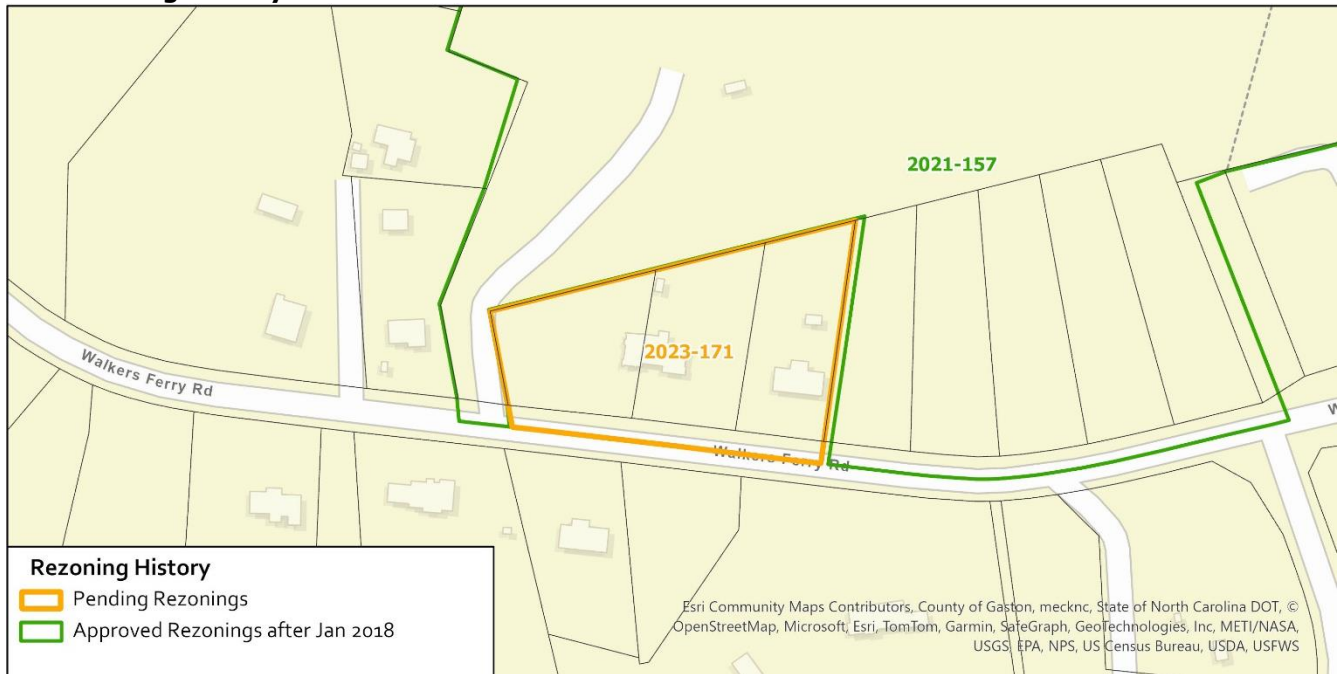 2021-157
2023-171
Walkers Ferry Rd
Walkers Ferry Rd
W
Rezoning History
Pending Rezonings
Approved Rezonings after Jan 2018
Esri Community Maps Contributors, County of Gaston, mecknc, State of North Carolina DOT, ©
OpenStreetMap, Microsoft, Esri, TomTom, Garmin, SafeGraph, GeoTechnologies, Inc, METI/NASA,
USGS, EPA, NPS, US Census Bureau, USDA, USFWS